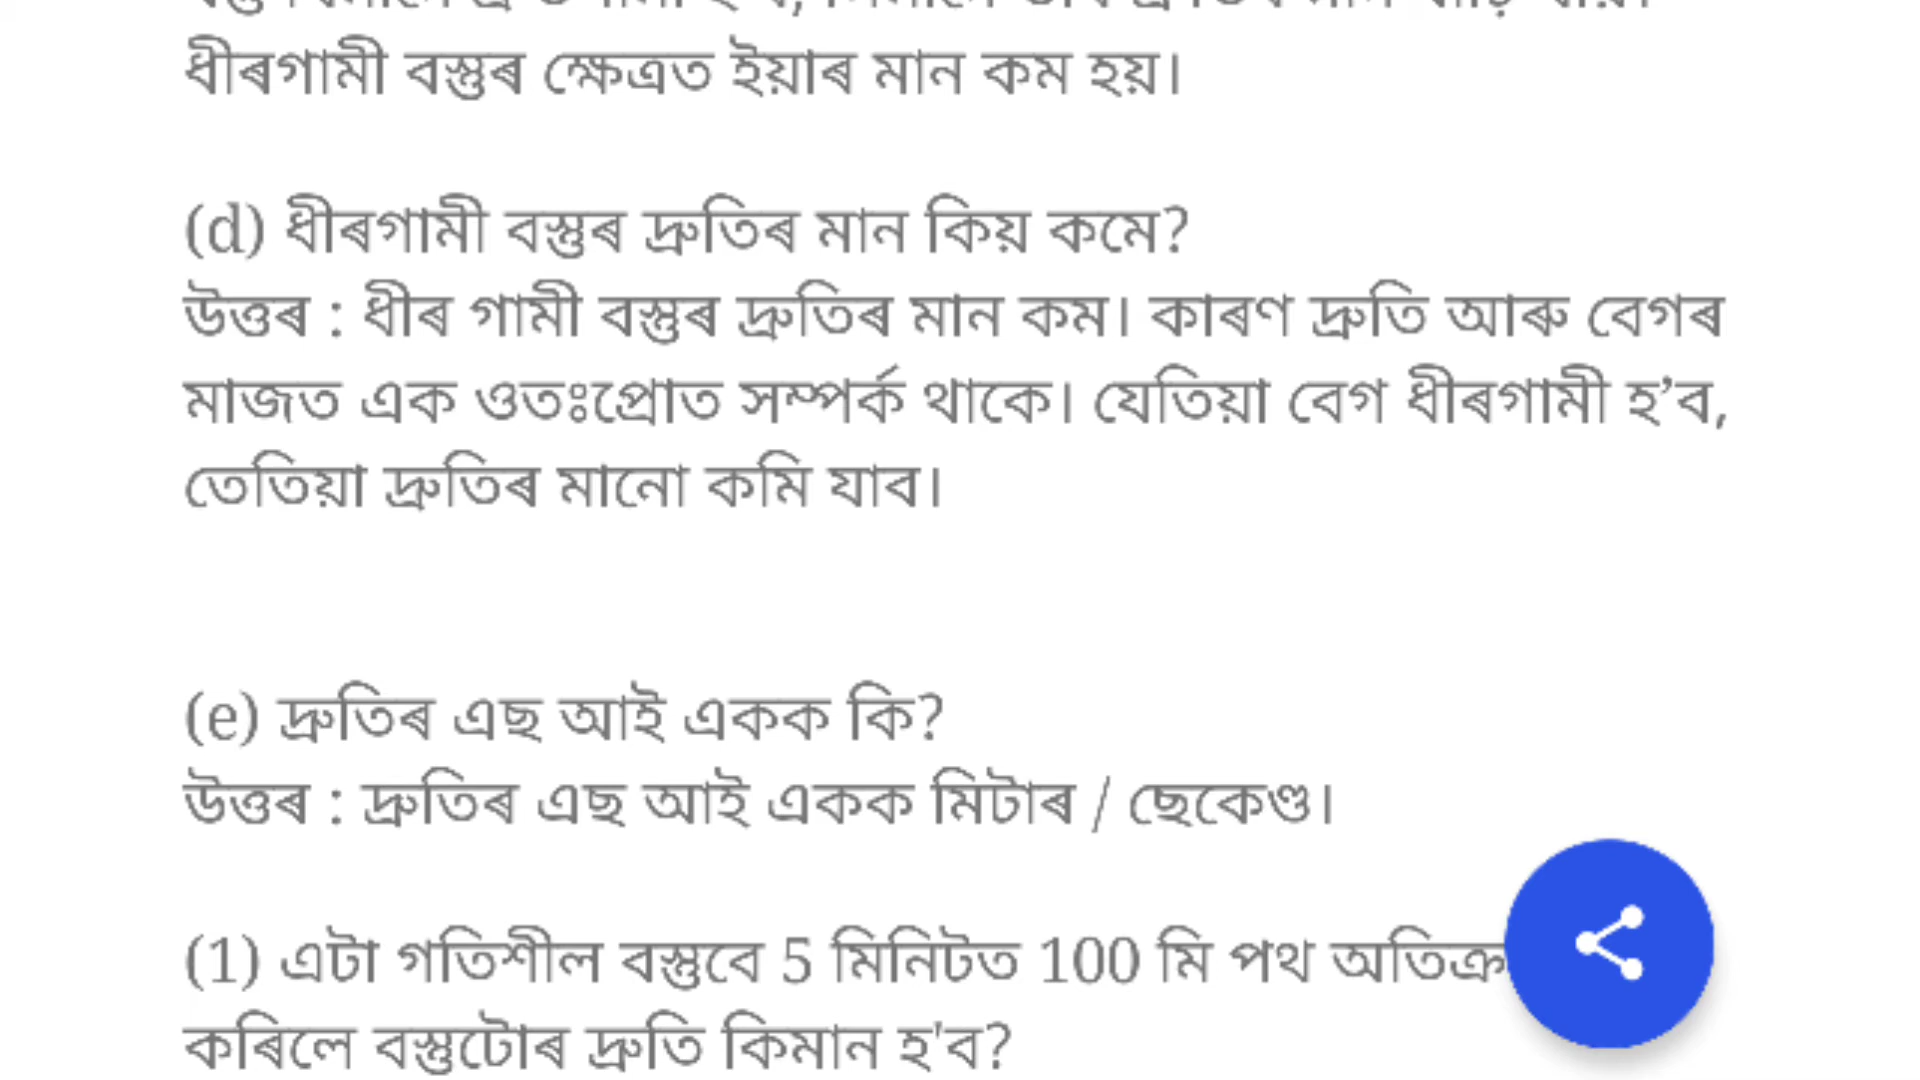 ধীৰগামী বস্তুৰ ক্ষেত্ৰত ইয়াৰ মান কম হয়।
(d) ধীৰগামী বস্তুৰ দ্ৰুতিৰ মান কিয় কমে?
উত্তৰ : ধীৰ গামী বস্তুৰ দ্ৰুতিৰ মান কম। কাৰণ দ্ৰুতি আৰু বেগৰ
মাজত এক ওতঃপ্ৰোত সম্পৰ্ক থাকে। যেতিয়া বেগ ধীৰগামী হ’ব,
তেতিয়া দ্ৰুতিৰ মানো কমি যাব।
(e) দ্ৰুতিৰ এছ আই একক কি?
উত্তৰ : দ্ৰুতিৰ এছ আই একক মিটাৰ / ছেকেণ্ড।
(1) এটা গতিশীল বস্তুবে 5 মিনিটত 100 মি পথ অতিক্ৰ
কৰিলে বস্তুটোৰ দ্ৰুতি কিমান হ'ব?